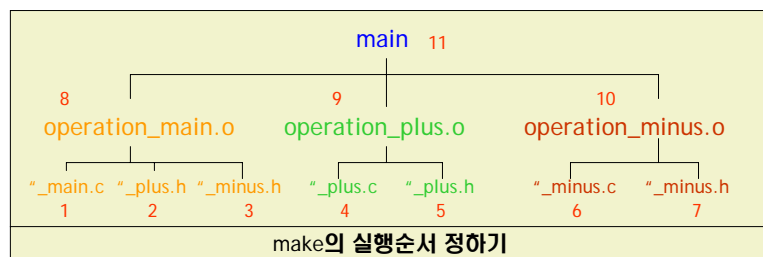 main 11
8 9 10
operation_main.o operation_plus.o operation_minus.o
"_main.c "_plus.h "_minus.h "_plus.c "_plus.h "_minus.c "_minus.h
1 2 3 4 5 6 7
make의 실행순서 정하기